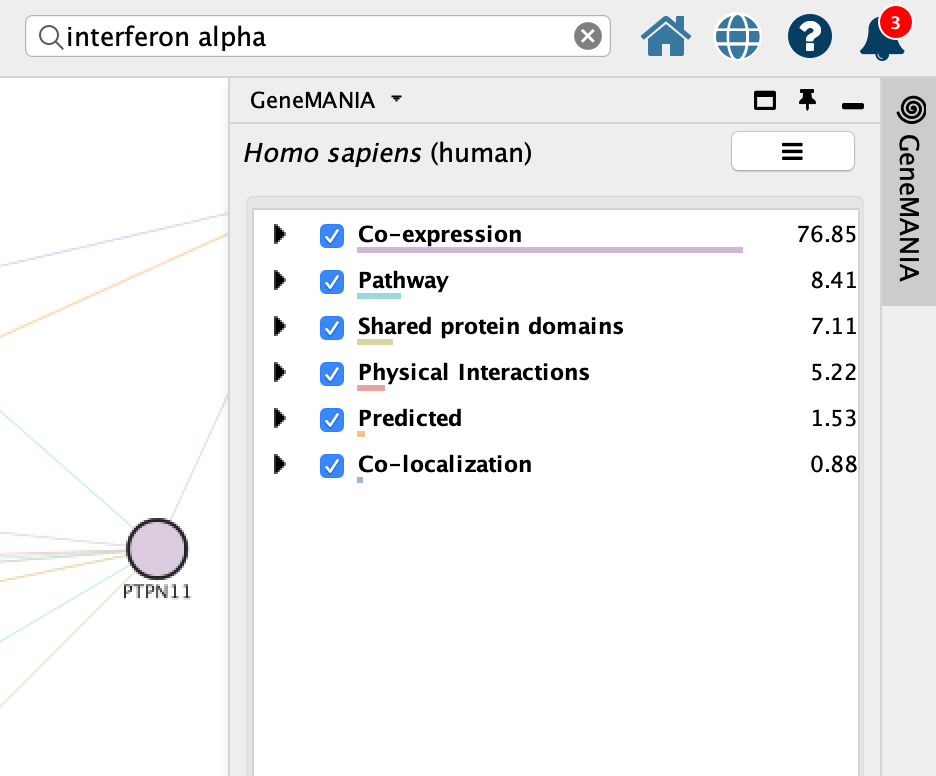 interferon alpha
3
GeneMANIA
GeneMANIA
Homo sapiens (human)
Co-expression 76.85
Pathway 8.41
Shared protein domains 7.11
Physical Interactions 5.22
Predicted 1.53
Co-localization 0.88
PTPN11